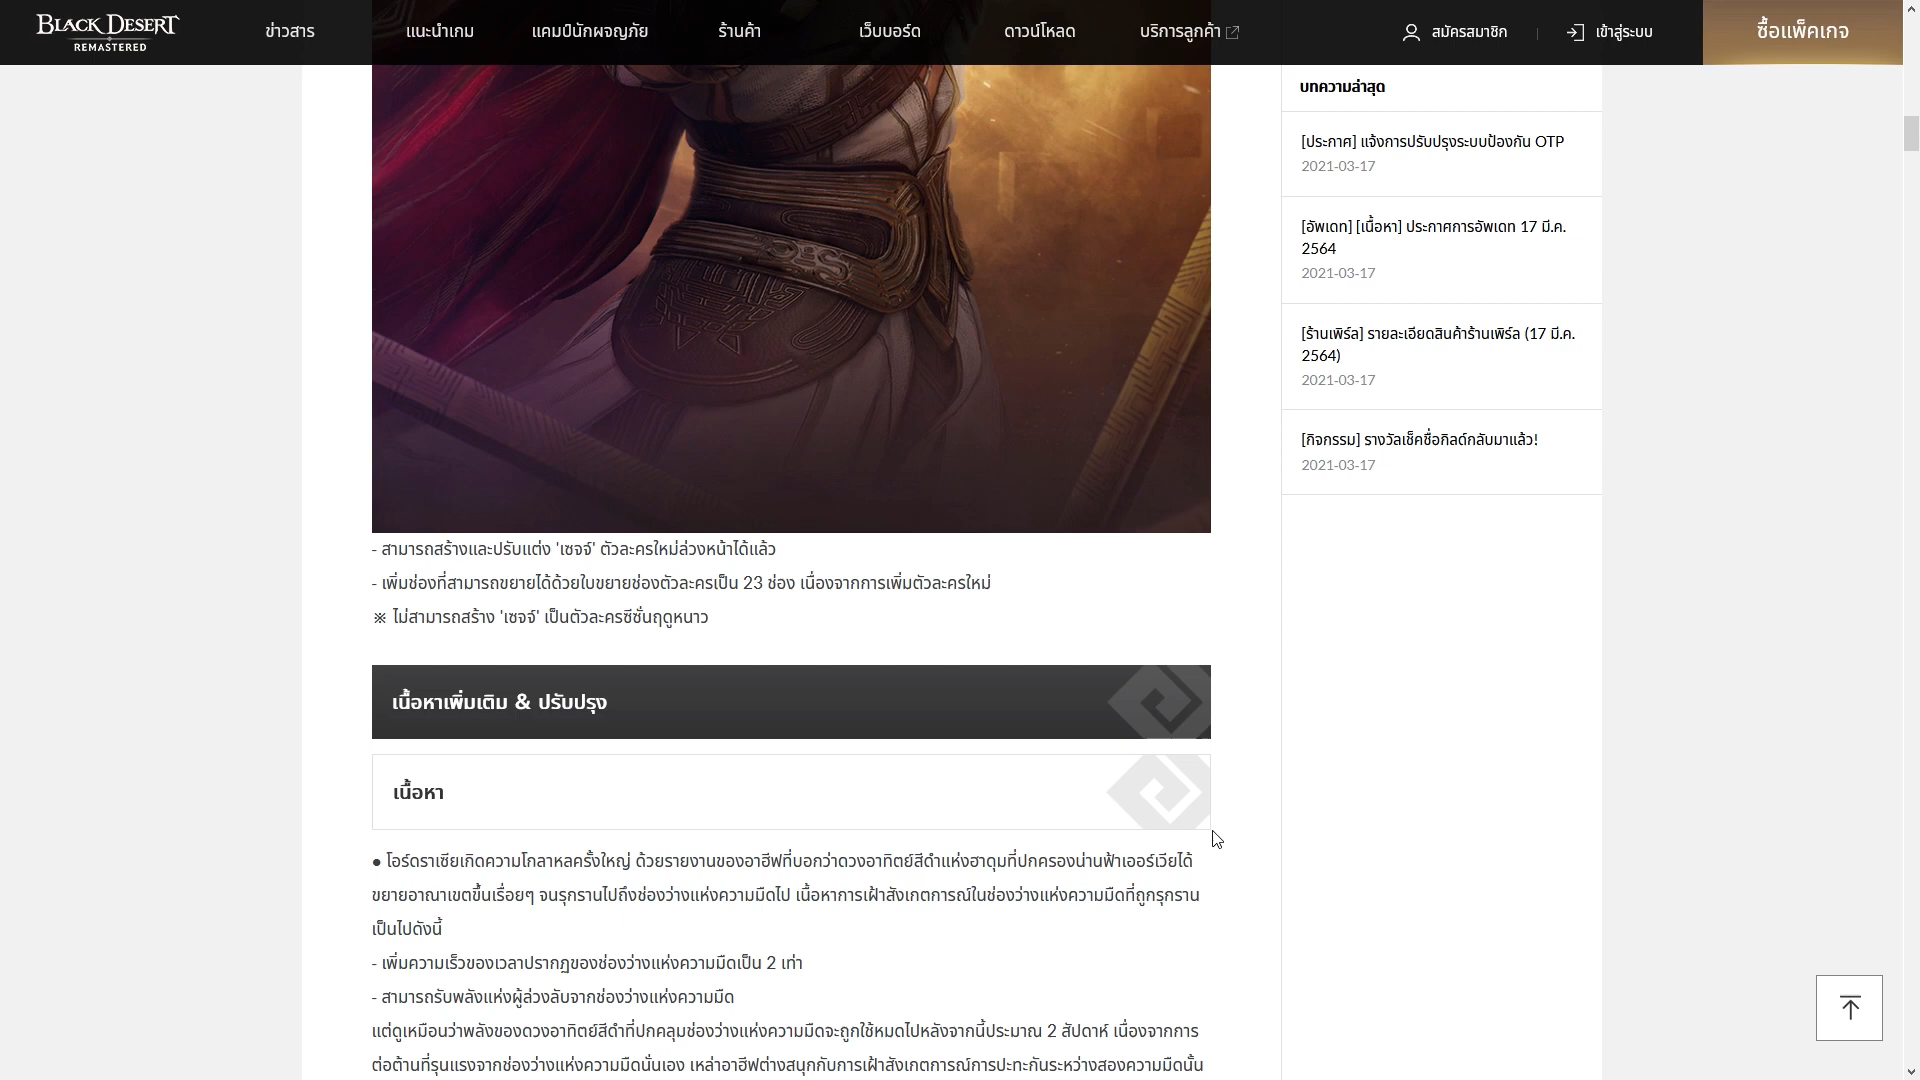 BLACK DESERT
REMASTERED
ข่าวสาร
แนะนำเกม
แคมป์นักผจญภัย
ร้านค้า
เว็บบอร์ด
ดาวน์โหลด
บริการลูกค้า
สมัครสมาชิก
เข้าสู่ระบบ
ซื้อแพ็คเกจ
บทความล่าสุด
[ประกาศ] แจ้งการปรับปรุงระบบป้องกัน OTP
2021-03-17
[อัพเดท] [เนื้อหา] ประกาศการอัพเดท 17 มี.ค.
2564
2021-03-17
[ร้านเพิร์ล] รายละเอียดสินค้าร้านเพิร์ล (17 มี.ค.
2564)
2021-03-17
[กิจกรรม] รางวัลเช็คชื่อกิลด์กลับมาแล้ว!
2021-03-17
- สามารถสร้างและปรับแต่ง 'เซจจ์' ตัวละครใหม่ล่วงหน้าได้แล้ว
- เพิ่มช่องที่สามารถขยายได้ด้วยใบขยายช่องตัวละครเป็น 23 ช่อง เนื่องจากการเพิ่มตัวละครใหม่
※ ไม่สามารถสร้าง 'เซจจ์' เป็นตัวละครซีซั่นฤดูหนาว
เนื้อหาเพิ่มเติม & ปรับปรุง
เนื้อหา
● โอร์ดราเซียเกิดความโกลาหลครั้งใหญ่ ด้วยรายงานของอาฮีฟที่บอกว่าดวงอาทิตย์สีดำแห่งฮาดุมที่ปกครองน่านฟ้าเออร์เวียได้
ขยายอาณาเขตขึ้นเรื่อยๆ จนรุกรานไปถึงช่องว่างแห่งความมืดไป เนื้อหาการเฝ้าสังเกตการณ์ในช่องว่างแห่งความมืดที่ถูกรุกราน
เป็นไปดังนี้
- เพิ่มความเร็วของเวลาปรากฏของช่องว่างแห่งความมืดเป็น 2 เท่า
- สามารถรับพลังแห่งผู้ล่วงลับจากช่องว่างแห่งความมืด
แต่ดูเหมือนว่าพลังของดวงอาทิตย์สีดำที่ปกคลุมช่องว่างแห่งความมืดจะถูกใช้หมดไปหลังจากนี้ประมาณ 2 สัปดาห์ เนื่องจากการ
ต่อต้านที่รุนแรงจากช่องว่างแห่งความมืดนั่นเอง เหล่าอาฮีฟต่างสนุกกับการเฝ้าสังเกตการณ์การปะทะกันระหว่างสองความมืดนั้น